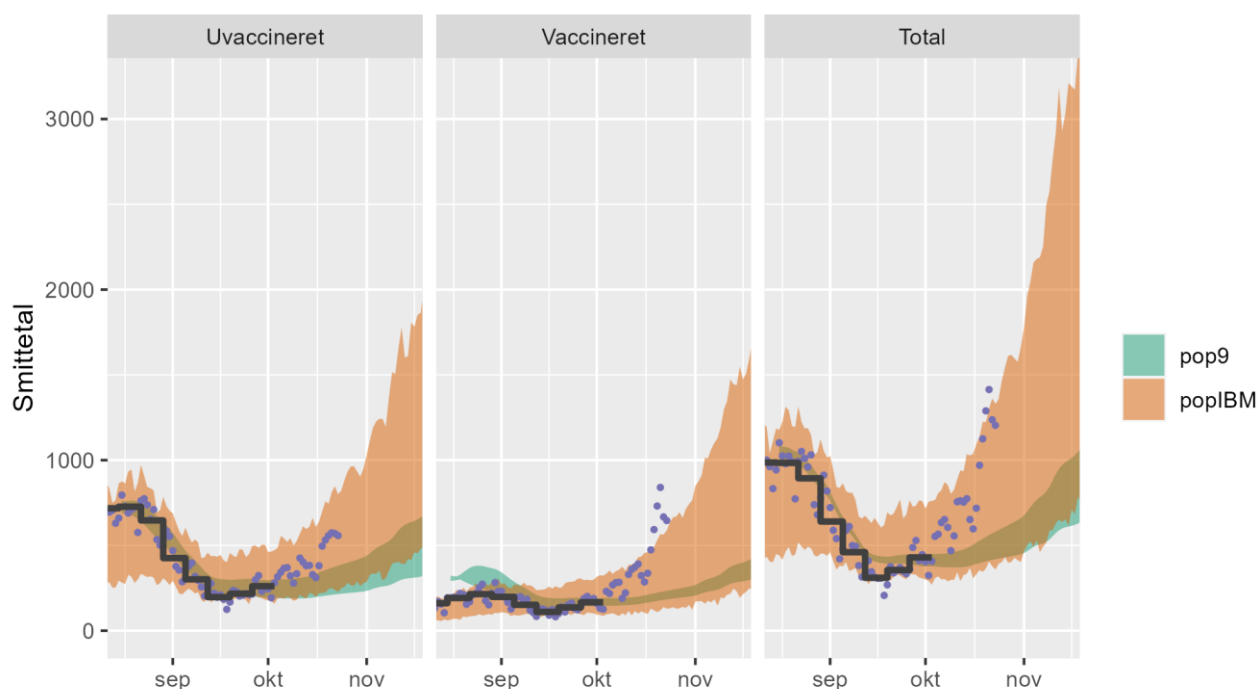 Uvaccineret
Vaccineret
Total
Smittetal
3000
2000
1000
0
sep okt nov
sep okt nov
sep okt nov
pop9
popIBM